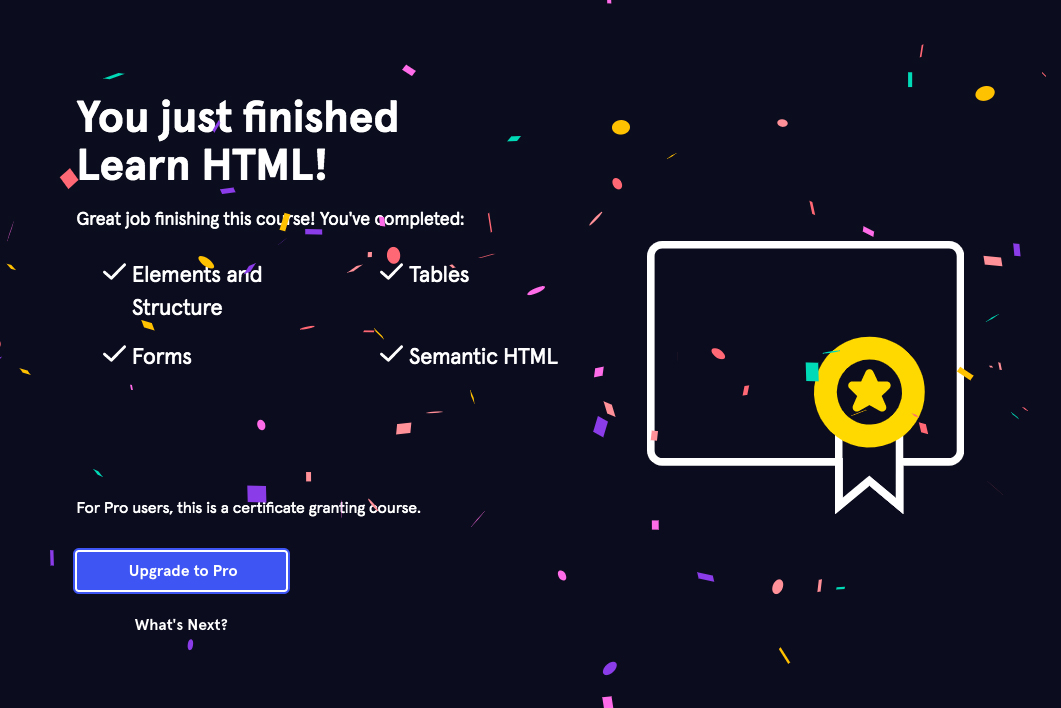 You just finished
Learn HTML!
Great job finishing this course! You've completed:
Elements and
Structure
Tables
Forms
Semantic HTML
For Pro users, this is a certificate granting course.
Upgrade to Pro
What's Next?